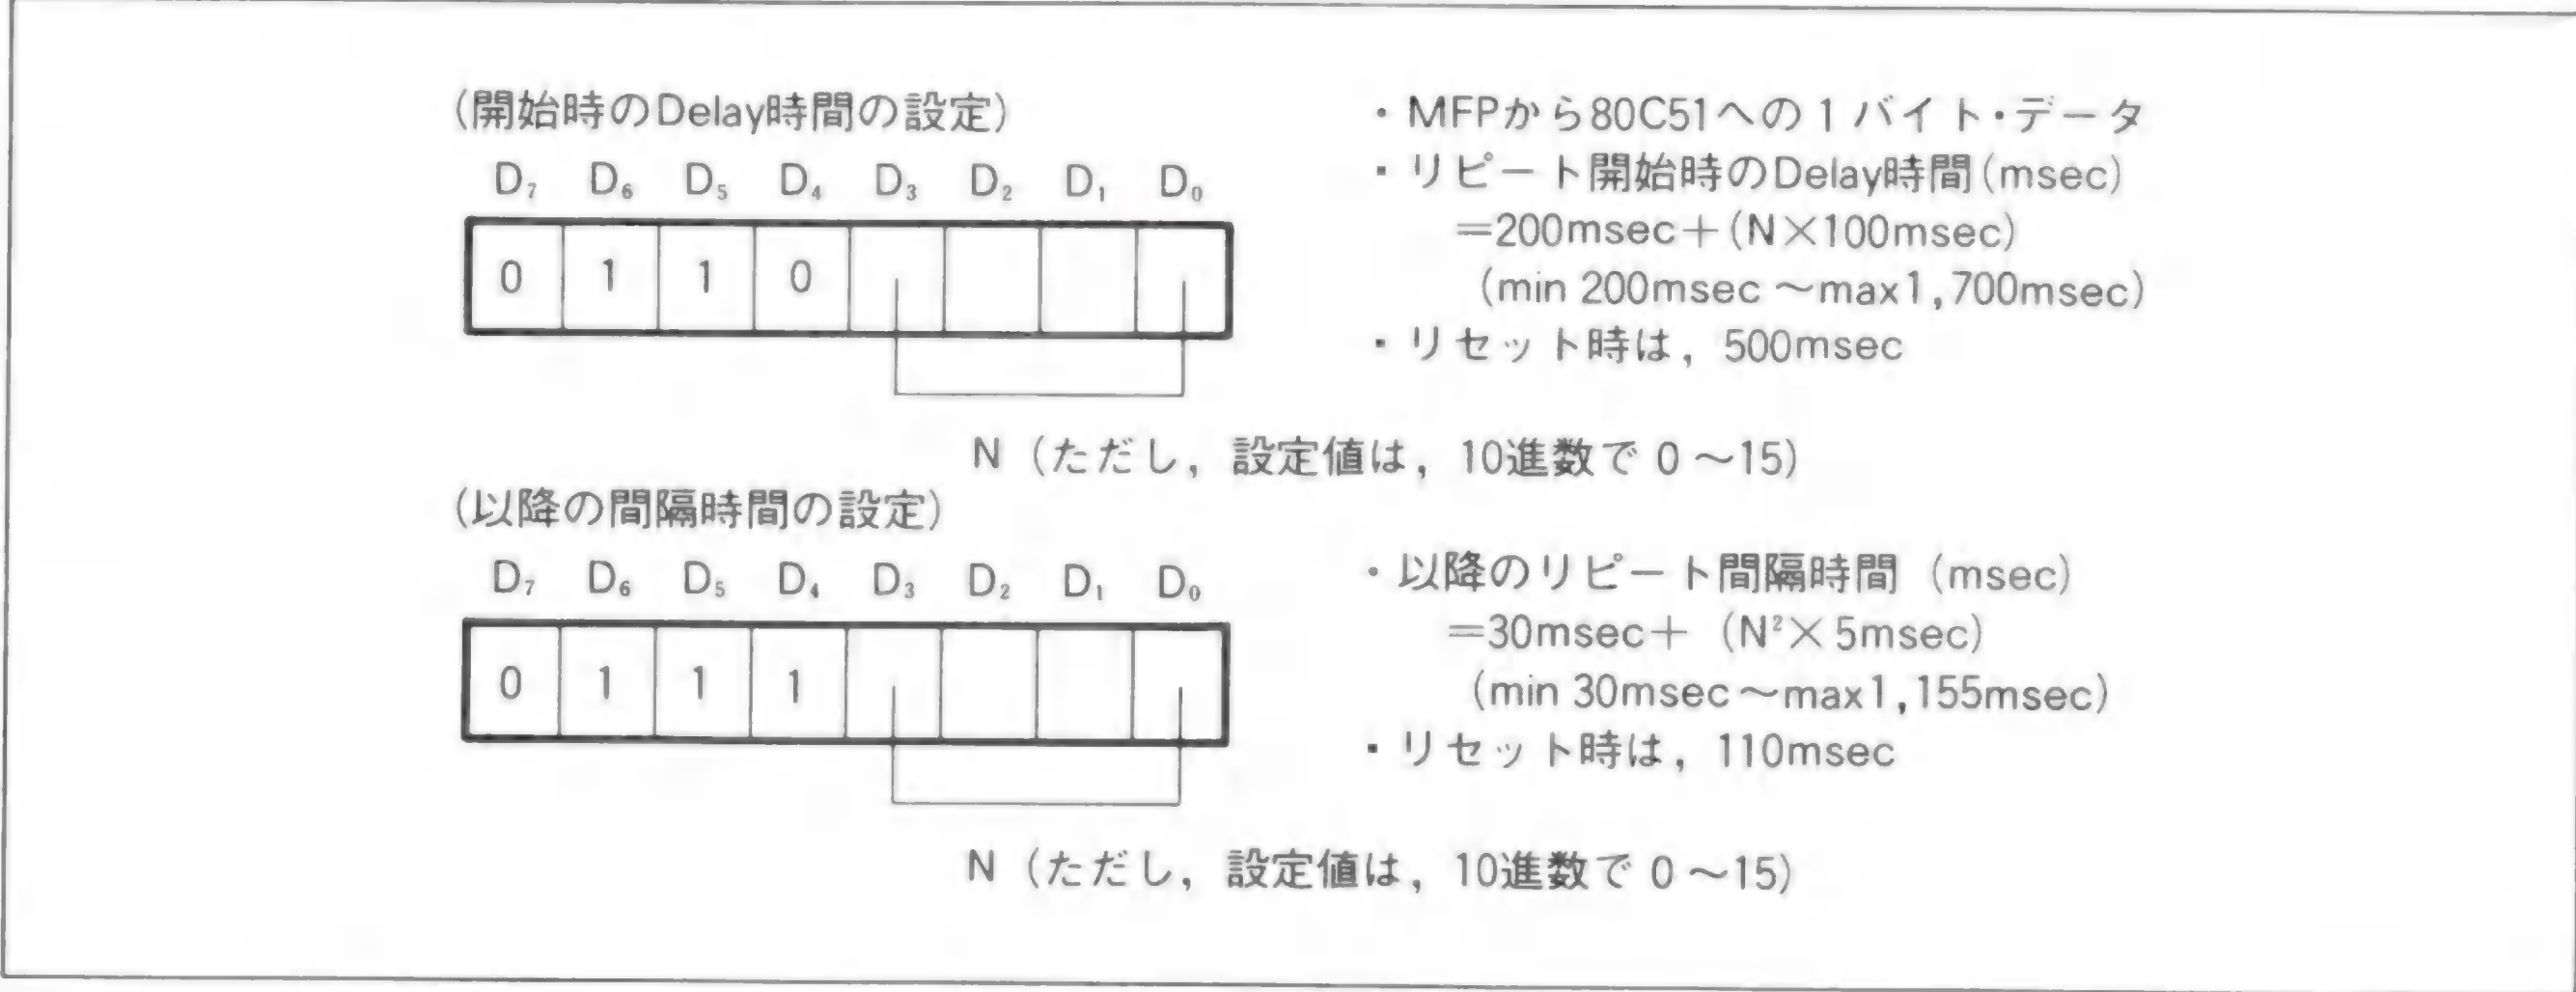 (開始時のDelay時間の設定)
D₇ D₆ D₅ D₄ D₃ D₂ D₁ D₀
0 1 1 0
N (ただし，設定値は，10進数で 0 ～15)
・MFPから80C51への 1 バイト・データ
・リピート開始時のDelay時間(msec)
=200msec＋(N×100msec)
(min 200msec ～max1,700msec)
・リセット時は，500msec
(以降の間隔時間の設定)
D₇ D₆ D₅ D₄ D₃ D₂ D₁ D₀
0 1 1 1
N (ただし，設定値は，10進数で 0 ～15)
・以降のリピート間隔時間 (msec)
=30msec＋ (N²×5msec)
(min 30msec～max1,155msec)
・リセット時は，110msec